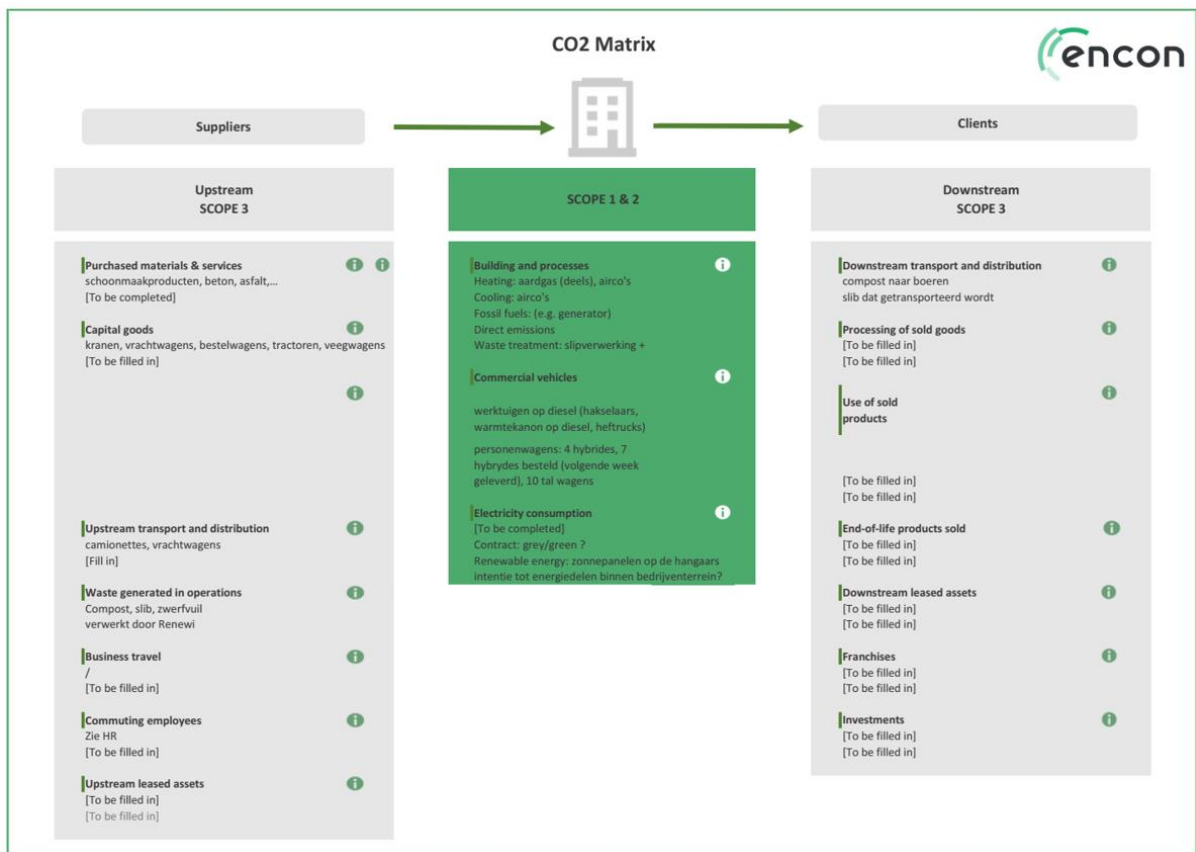 CO2 Matrix
encon
Suppliers
Clients
Upstream
SCOPE 3
Purchased materials & services
schoonmaakproducten, beton, asfalt,...
[To be completed]
Capital goods
kranen, vrachtwagens, bestelwagens, tractoren, veegwagens
[To be filled in]
Upstream transport and distribution
camionettes, vrachtwagens
[Fill in]
Waste generated in operations
Compost, slib, zwerfvuil
verwerkt door Renewi
Business travel
/
[To be filled in]
Commuting employees
Zie HR
[To be filled in]
Upstream leased assets
[To be filled in]
[To be filled in]
SCOPE 1 & 2
Building and processes
Heating: aardgas (deels), airco's
Cooling: airco's
Fossil fuels: (e.g. generator)
Direct emissions
Waste treatment: slipverwerking +
Commercial vehicles
werktuigen op diesel (hakselaars,
warmtekanon op diesel, heftrucks)
personenwagens: 4 hybrides, 7
hybrydes besteld (volgende week
geleverd), 10 tal wagens
Electricity consumption
[To be completed]
Contract: grey/green ?
Renewable energy: zonnepanelen op de hangaars
Intentie tot energiedelen binnen bedrijventerrein?
Downstream
SCOPE 3
Downstream transport and distribution
compost naar boeren
slib dat getransporteerd wordt
Processing of sold goods
[To be filled in]
[To be filled in]
Use of sold
products
[To be filled in]
[To be filled in]
End-of-life products sold
[To be filled in]
[To be filled in]
Downstream leased assets
[To be filled in]
[To be filled in]
Franchises
[To be filled in]
[To be filled in]
Investments
[To be filled in]
[To be filled in]